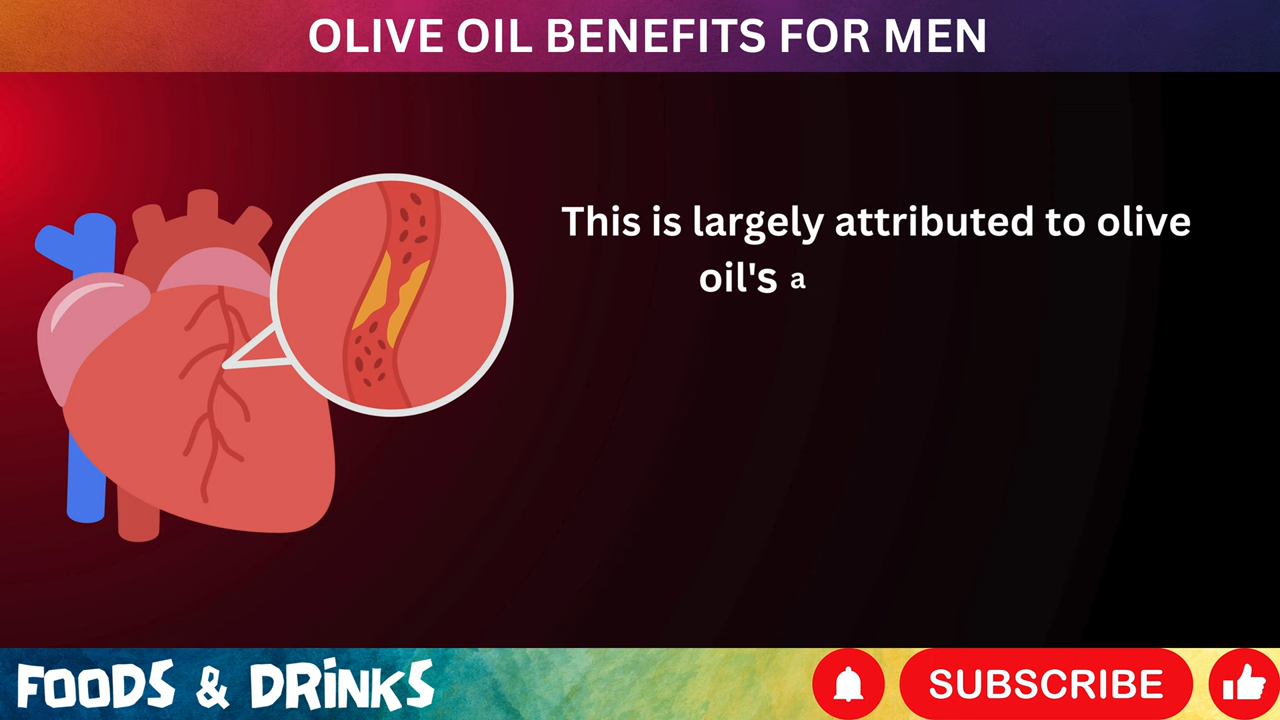 OLIVE OIL BENEFITS FOR MEN
This is largely attributed to olive
oil's a
FOODS & DRiNKS
SUBSCRIBE